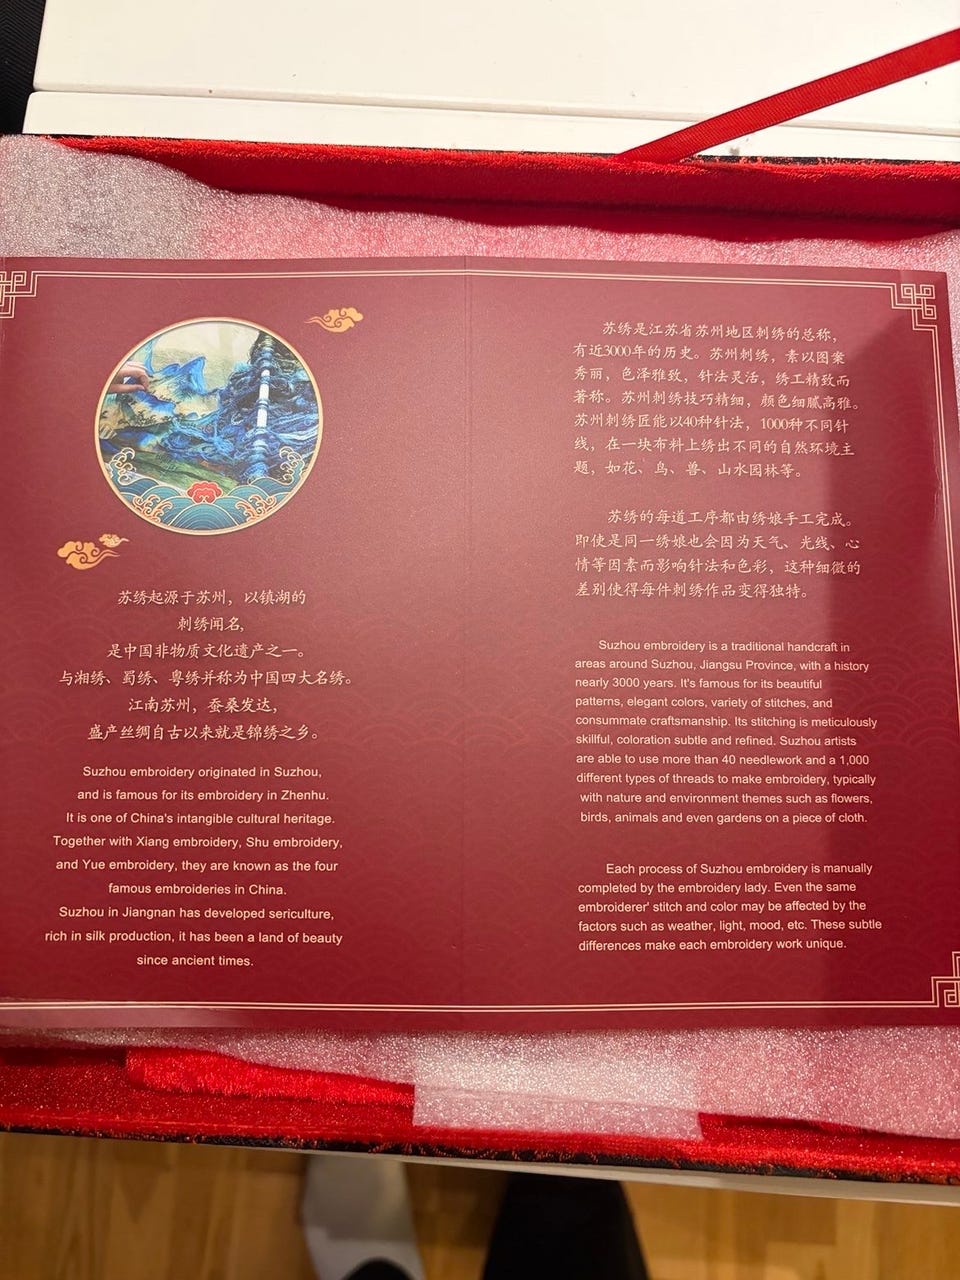 苏绣起源于苏州，以镇湖的
刺绣闻名,
是中国非物质文化遗产之一。
与湘绣、蜀绣、粤绣并称为中国四大名绣。
江南苏州，蚕桑发达，
盛产丝绸自古以来就是锦绣之乡。
Suzhou embroidery originated in Suzhou,
and is famous for its embroidery in Zhenhu.
It is one of China's intangible cultural heritage.
Together with Xiang embroidery, Shu embroidery,
and Yue embroidery, they are known as the four
famous embroideries in China.
Suzhou in Jiangnan has developed sericulture,
rich in silk production, it has been a land of beauty
since ancient times.
苏绣是江苏省苏州地区刺绣的总称，
有近3000年的历史。苏州刺绣，素以图案
秀丽，色泽雅致，针法灵活，绣工精致而
著称。苏州刺绣技巧精细，颜色细腻高雅。
苏州刺绣匠能以40种针法，1000种不同针
线，在一块布料上绣出不同的自然环境主
题，如花、鸟、兽、山水园林等。
苏绣的每道工序都由绣娘手工完成。
即使是同一绣娘也会因为天气、光线、心
情等因素而影响针法和色彩，这种细微的
差别使得每件刺绣作品变得独特。
Suzhou embroidery is a traditional handcraft in
areas around Suzhou, Jiangsu Province, with a history
nearly 3000 years. It's famous for its beautiful
patterns, elegant colors, variety of stitches, and
consummate craftsmanship. Its stitching is meticulously
skillful, coloration subtle and refined. Suzhou artists
are able to use more than 40 needlework and a 1,000
different types of threads to make embroidery, typically
with nature and environment themes such as flowers,
birds, animals and even gardens on a piece of cloth.
Each process of Suzhou embroidery is manually
completed by the embroidery lady. Even the same
embroiderer' stitch and color may be affected by the
factors such as weather, light, mood, etc. These subtle
differences make each embroidery work unique.